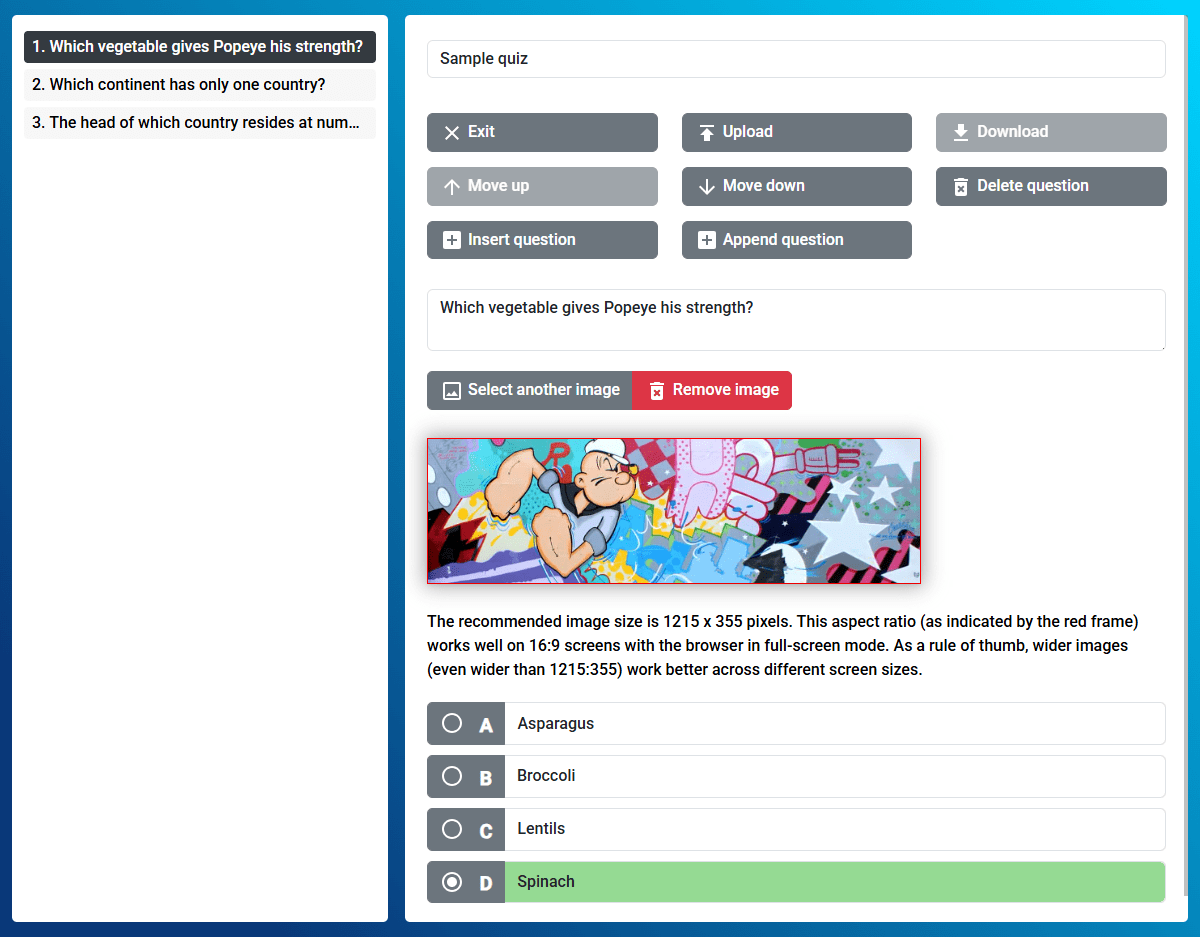 1. Which vegetable gives Popeye his strength?
2. Which continent has only one country?
3. The head of which country resides at num...
Sample quiz
Exit
Upload
Download
Move up
Move down
Delete question
Insert question
Append question
Which vegetable gives Popeye his strength?
Select another image
Remove image
The recommended image size is 1215 x 355 pixels. This aspect ratio (as indicated by the red frame)
works well on 16:9 screens with the browser in full-screen mode. As a rule of thumb, wider images
(even wider than 1215:355) work better across different screen sizes.
A Asparagus
B Broccoli
C Lentils
D Spinach